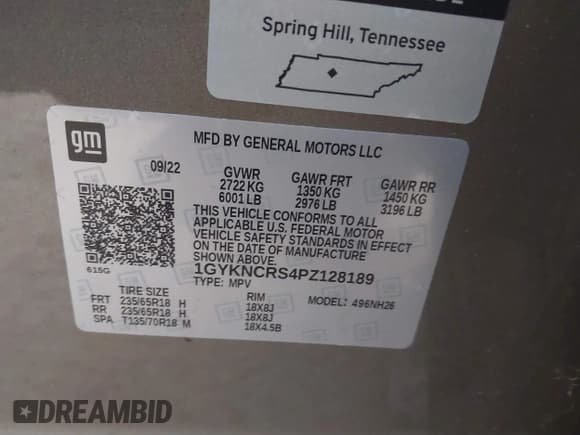 Spring Hill, Tennessee
gm
MFD BY GENERAL MOTORS LLC
09/22
GVWR GAWR FRT GAWR RR
2722 KG 1350 KG 1450 KG
6001 LB 2976 LB 3196 LB
THIS VEHICLE CONFORMS TO ALL
APPLICABLE U.S. FEDERAL MOTOR
VEHICLE SAFETY STANDARDS IN EFFECT
ON THE DATE OF MANUFACTURE
SHOWN ABOVE.
615G
1GYKNCRS4PZ128189
TYPE: MPV
TIRE SIZE RIM MODEL: 496NH26
FRT 235/65R18 H 18X8J
RR 235/65R18 H 18X8J
SPA T135/70R18 M 18X4.5B
DREAMBID